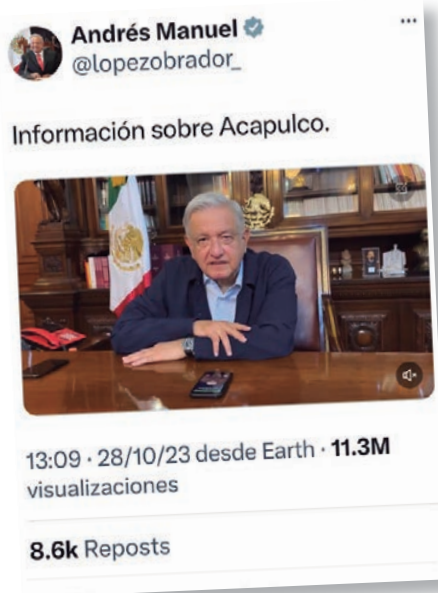 Andrés Manuel
@lopezobrador_
Información sobre Acapulco.
13:09 · 28/10/23 desde Earth · 11.3M
visualizaciones
8.6k Reposts